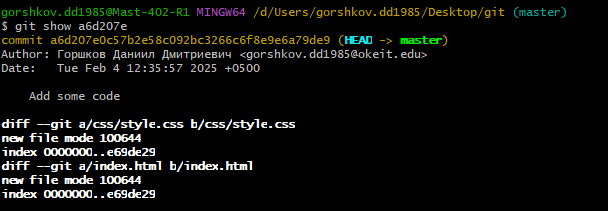 gorshkov.dd1985@Mast-402-R1 MINGW64 /d/Users/gorshkov.dd1985/Desktop/git (master)
$ git show a6d207e
commit a6d207e0c57b2e58c092bc3266c6f8e9e6a79de9 (HEAD -> master)
Author: Горшков Даниил Дмитриевич <gorshkov.dd1985@okeit.edu>
Date:   Tue Feb 4 12:35:57 2025 +0500
    Add some code
diff --git a/css/style.css b/css/style.css
new file mode 100644
index 0000000..e69de29
diff --git a/index.html b/index.html
new file mode 100644
index 0000000..e69de29